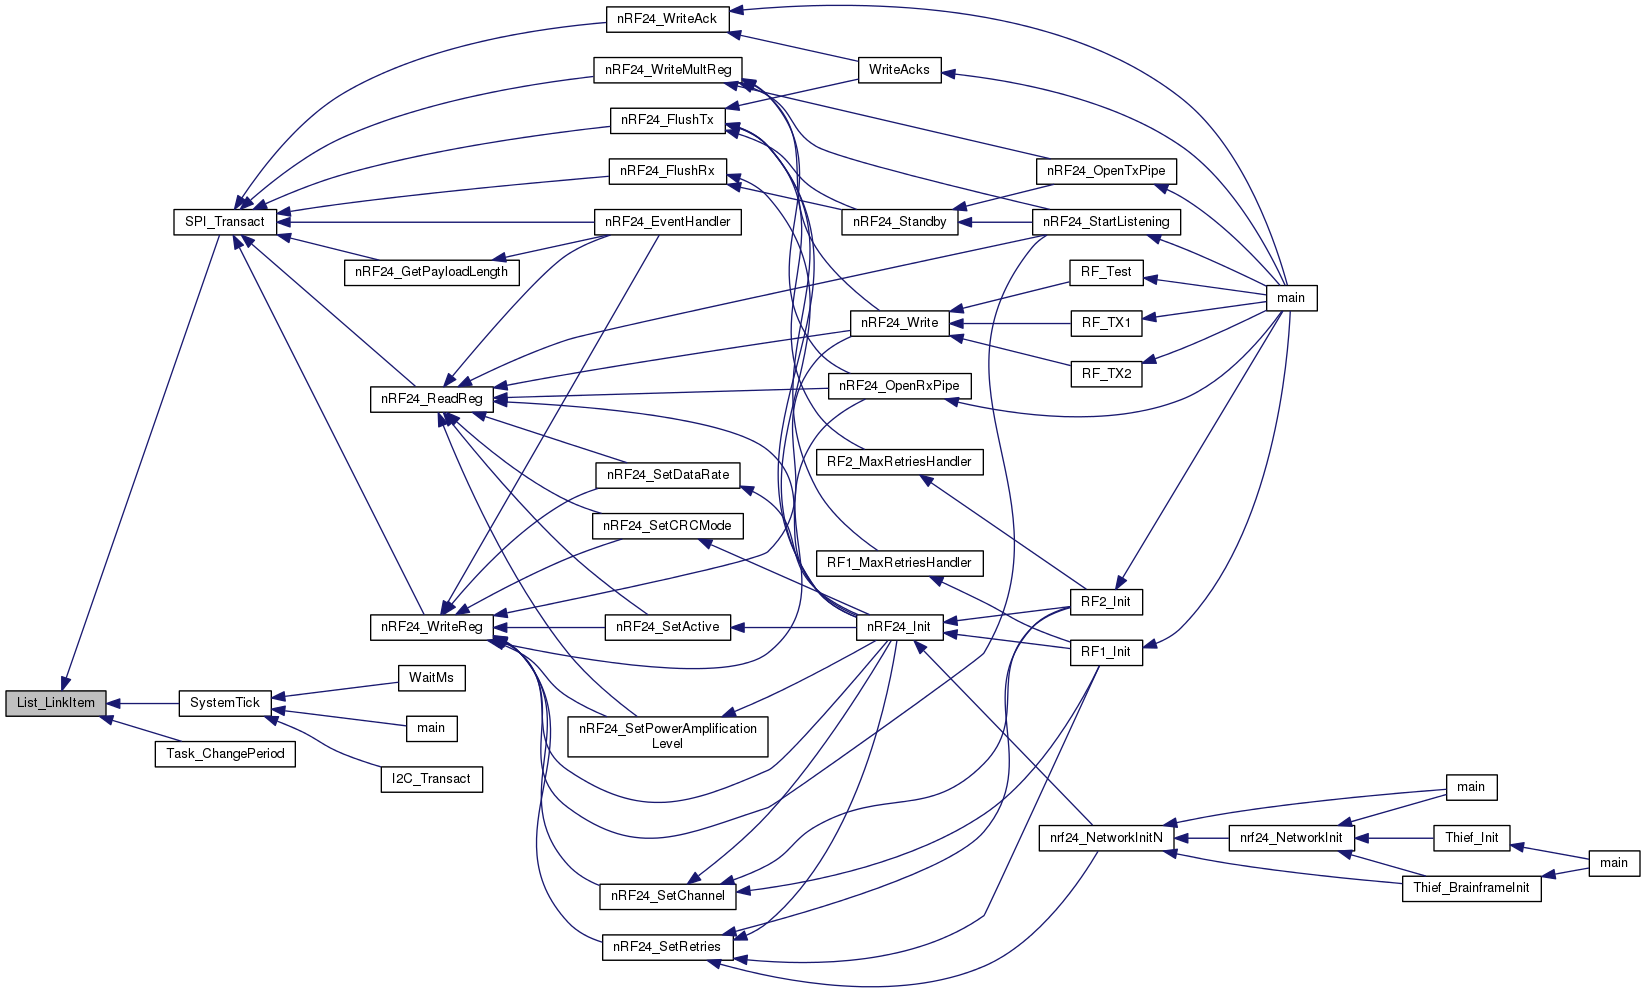 nRF24_WriteAck
nRF24_WriteMultReg
WriteAcks
nRF24_FlushTx
nRF24_FlushRx
nRF24_OpenTxPipe
SPI_Transact
nRF24_EventHandler
nRF24_Standby
nRF24_StartListening
nRF24_GetPayloadLength
RF_Test
main
nRF24_Write
RF_TX1
RF_TX2
nRF24_ReadReg
nRF24_OpenRxPipe
RF2_MaxRetriesHandler
nRF24_SetDataRate
nRF24_SetCRCMode
RF1_MaxRetriesHandler
RF2_Init
nRF24_WriteReg
nRF24_SetActive
nRF24_Init
RF1_Init
WaitMs
List_LinkItem
SystemTick
main
nRF24_SetPowerAmplification
Level
Task_ChangePeriod
I2C_Transact
main
nrf24_NetworkInitN
nrf24_NetworkInit
Thief_Init
main
nRF24_SetChannel
Thief_BrainframeInit
nRF24_SetRetries